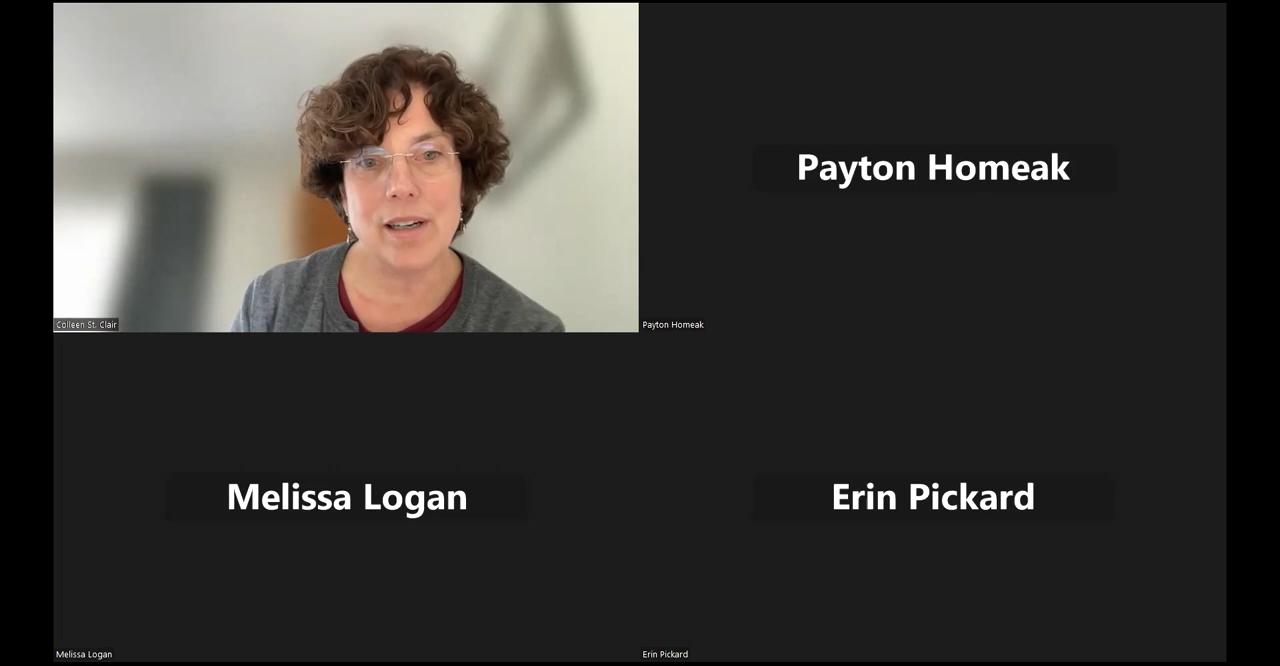 Payton Homeak
Colleen St. Clair
Payton Homeak
Melissa Logan
Erin Pickard
Melissa Logan
Erin Pickard